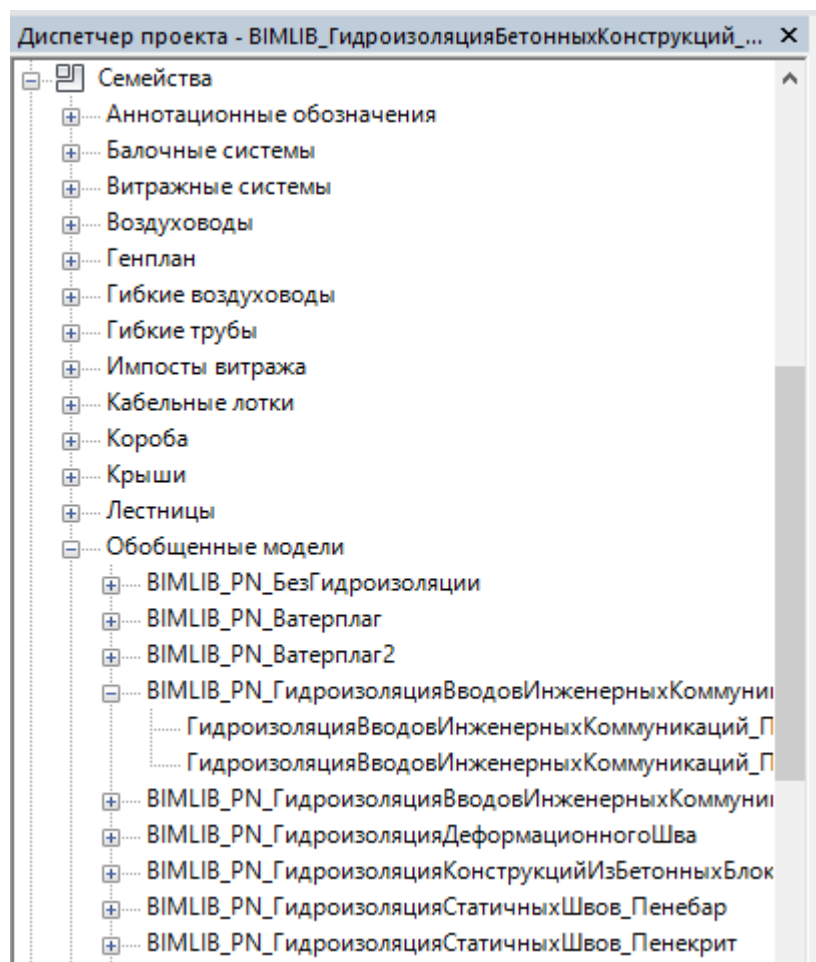 Диспетчер проекта - BIMLIB_ГидроизоляцияБетонныхКонструкций_...
Семейства
Аннотационные обозначения
Балочные системы
Витражные системы
Воздуховоды
Генплан
Гибкие воздуховоды
Гибкие трубы
Импосты витража
Кабельные лотки
Короба
Крыши
Лестницы
Обобщенные модели
BIMLIB_PN_БезГидроизоляции
BIMLIB_PN_Ватерплаг
BIMLIB_PN_Ватерплаг2
BIMLIB_PN_ГидроизоляцияВводовИнженерныхКоммуни
ГидроизоляцияВводовИнженерныхКоммуникаций_П
ГидроизоляцияВводовИнженерныхКоммуникаций_П
BIMLIB_PN_ГидроизоляцияВводовИнженерныхКоммуни
BIMLIB_PN_ГидроизоляцияДеформационногоШва
BIMLIB_PN_ГидроизоляцияКонструкцийИзБетонныхБлок
BIMLIB_PN_ГидроизоляцияСтатичныхШвов_Пенебар
BIMLIB_PN_ГидроизоляцияСтатичныхШвов_Пенекрит